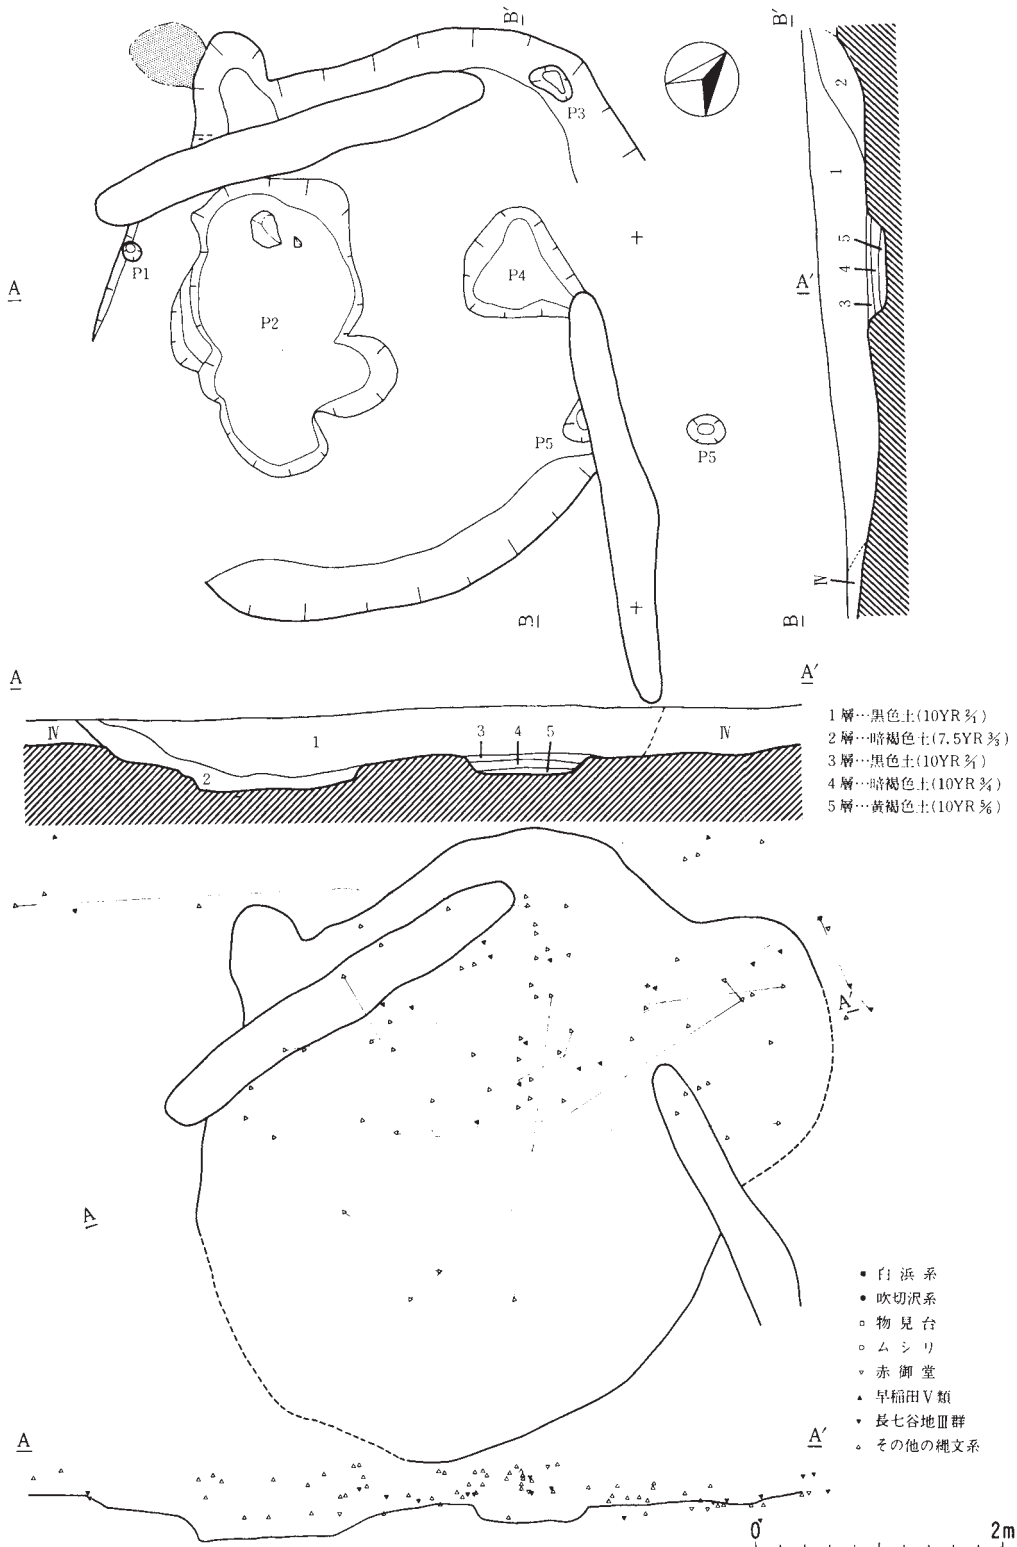 B′
B′
P3
2
1
P1
P4
5
4
A
A′
3
P2
P5
P5
Ⅳ
B
B
A
A′
Ⅳ
1
3
4
5
Ⅳ
2
1層…黒色土(10YR 2/1)
2層…暗褐色土(7.5YR 3/3)
3層…黒色土(10YR 2/1)
4層…暗褐色土(10YR 3/4)
5層…黄褐色土(10YR 5/6)
A′
A
白浜系
吹切沢系
物見台
ムシリ
赤御堂
早稲田Ⅴ類
長七谷地Ⅲ群
その他の縄文系
A
A′
0
2m